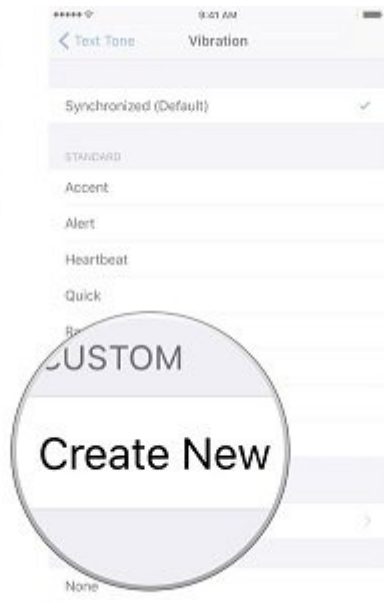 9:41 AM
Text Tone
Vibration
Synchronized (Default)
STANDARD
Accent
Alert
Heartbeat
Quick
CUSTOM
Create New
None